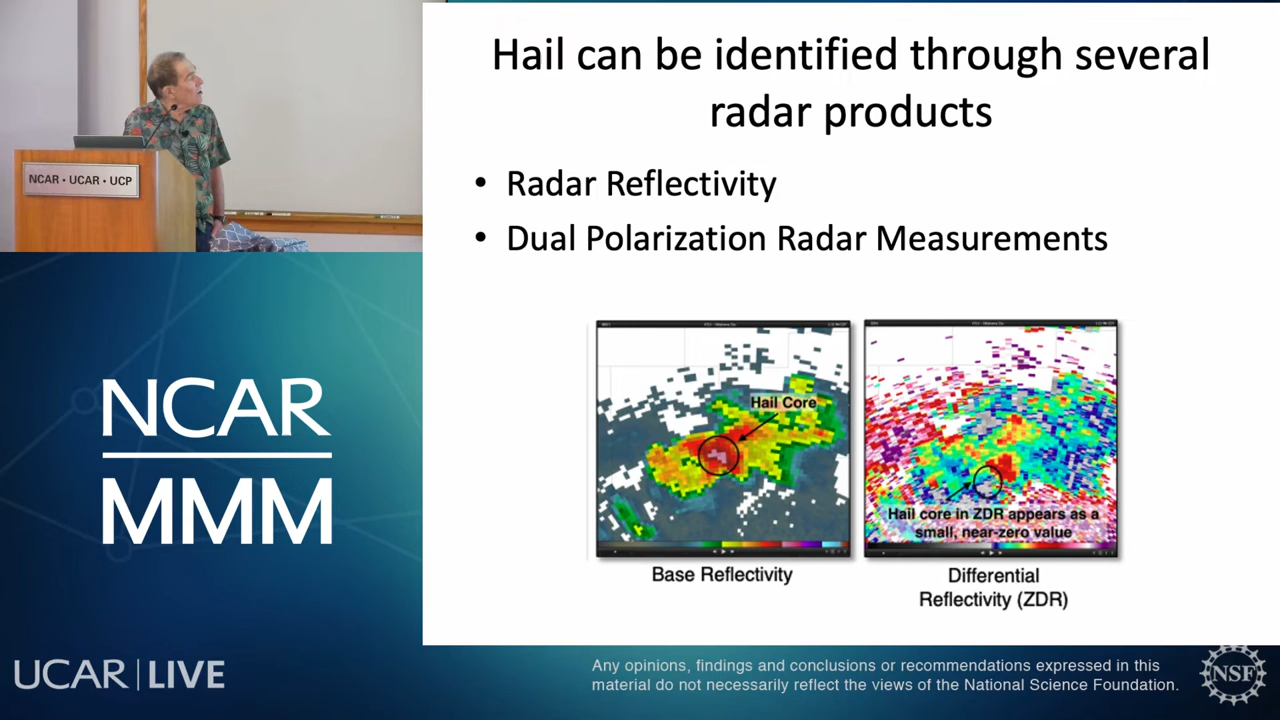 Hail can be identified through several
radar products
• Radar Reflectivity
• Dual Polarization Radar Measurements
NCAR • UCAR • UCP
Hail Core
Hail core in ZDR appears as a
small, near-zero value
Base Reflectivity
Differential
Reflectivity (ZDR)
NCAR
MMM
UCAR | LIVE
Any opinions, findings and conclusions or recommendations expressed in this
material do not necessarily reflect the views of the National Science Foundation.
NSF